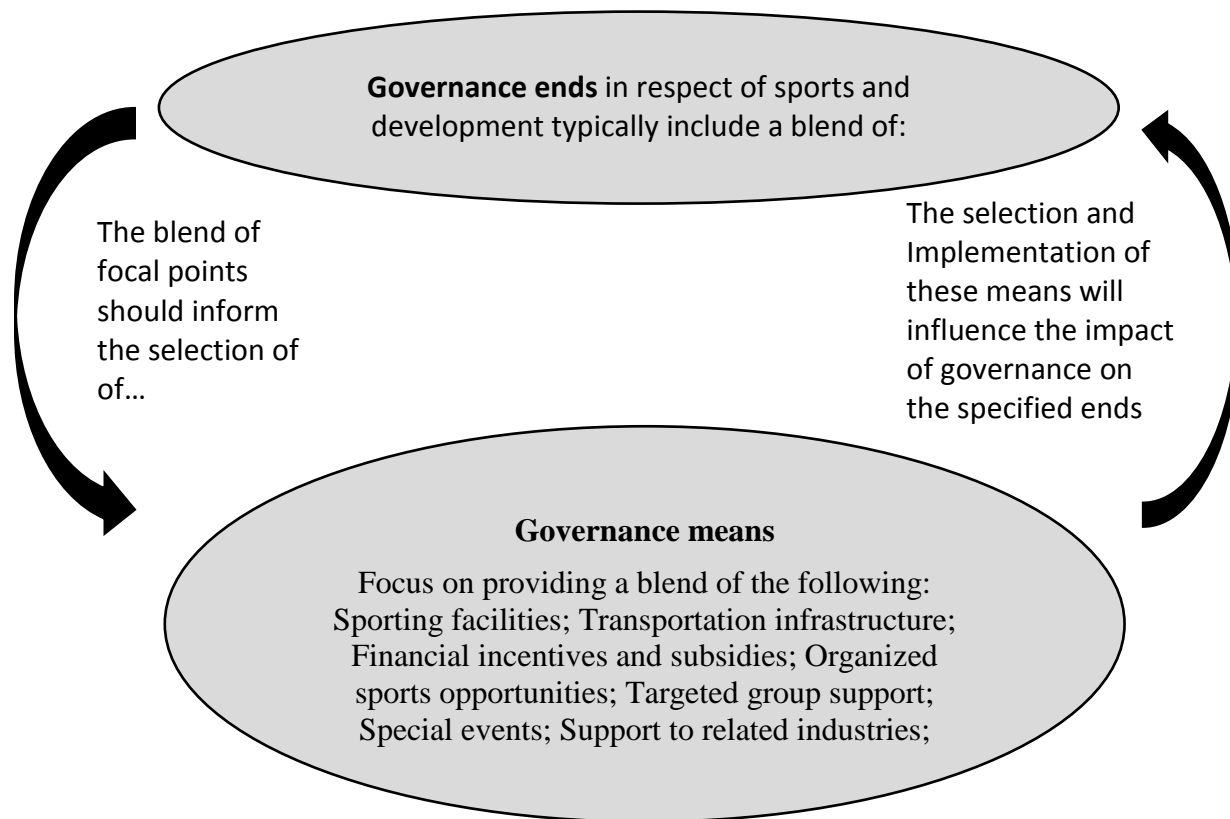 Governance ends in respect of sports and
development typically include a blend of:
The blend of
focal points
should inform
the selection of
of…
The selection and
Implementation of
these means will
influence the impact
of governance on
the specified ends
Governance means
Focus on providing a blend of the following:
Sporting facilities; Transportation infrastructure;
Financial incentives and subsidies; Organized
sports opportunities; Targeted group support;
Special events; Support to related industries;